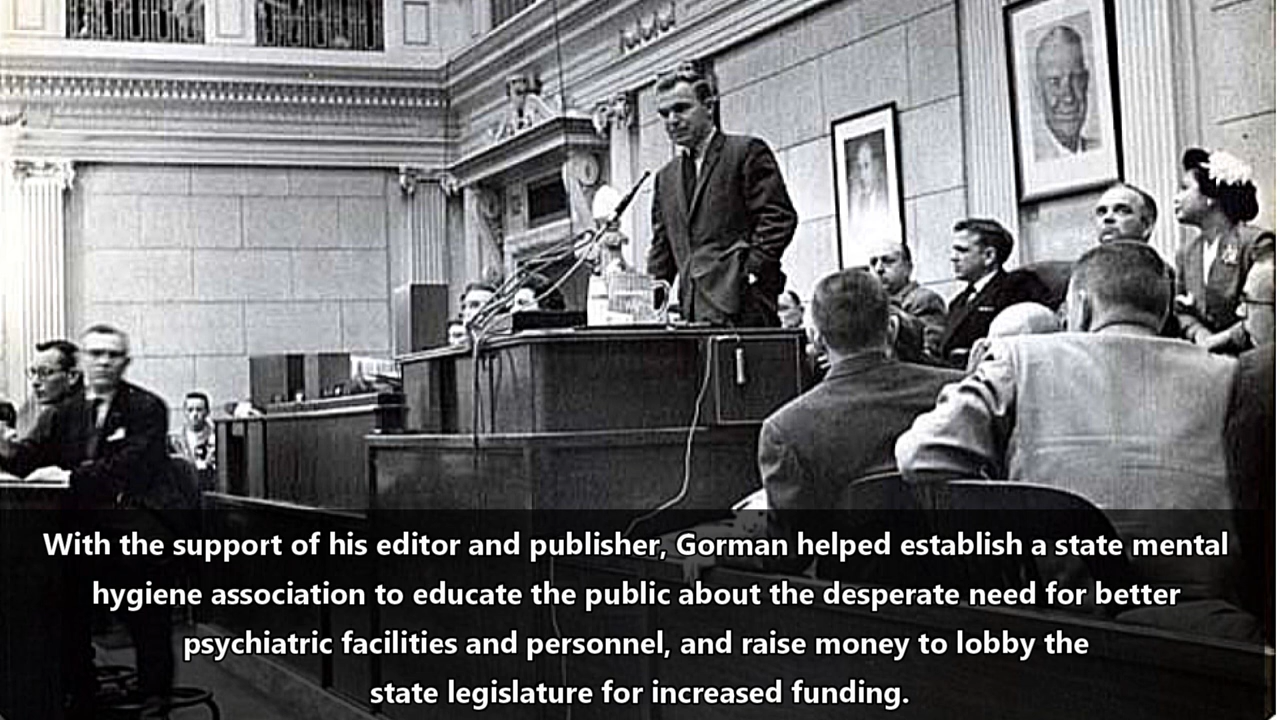 With the support of his editor and publisher, Gorman helped establish a state mental
hygiene association to educate the public about the desperate need for better
psychiatric facilities and personnel, and raise money to lobby the
state legislature for increased funding.